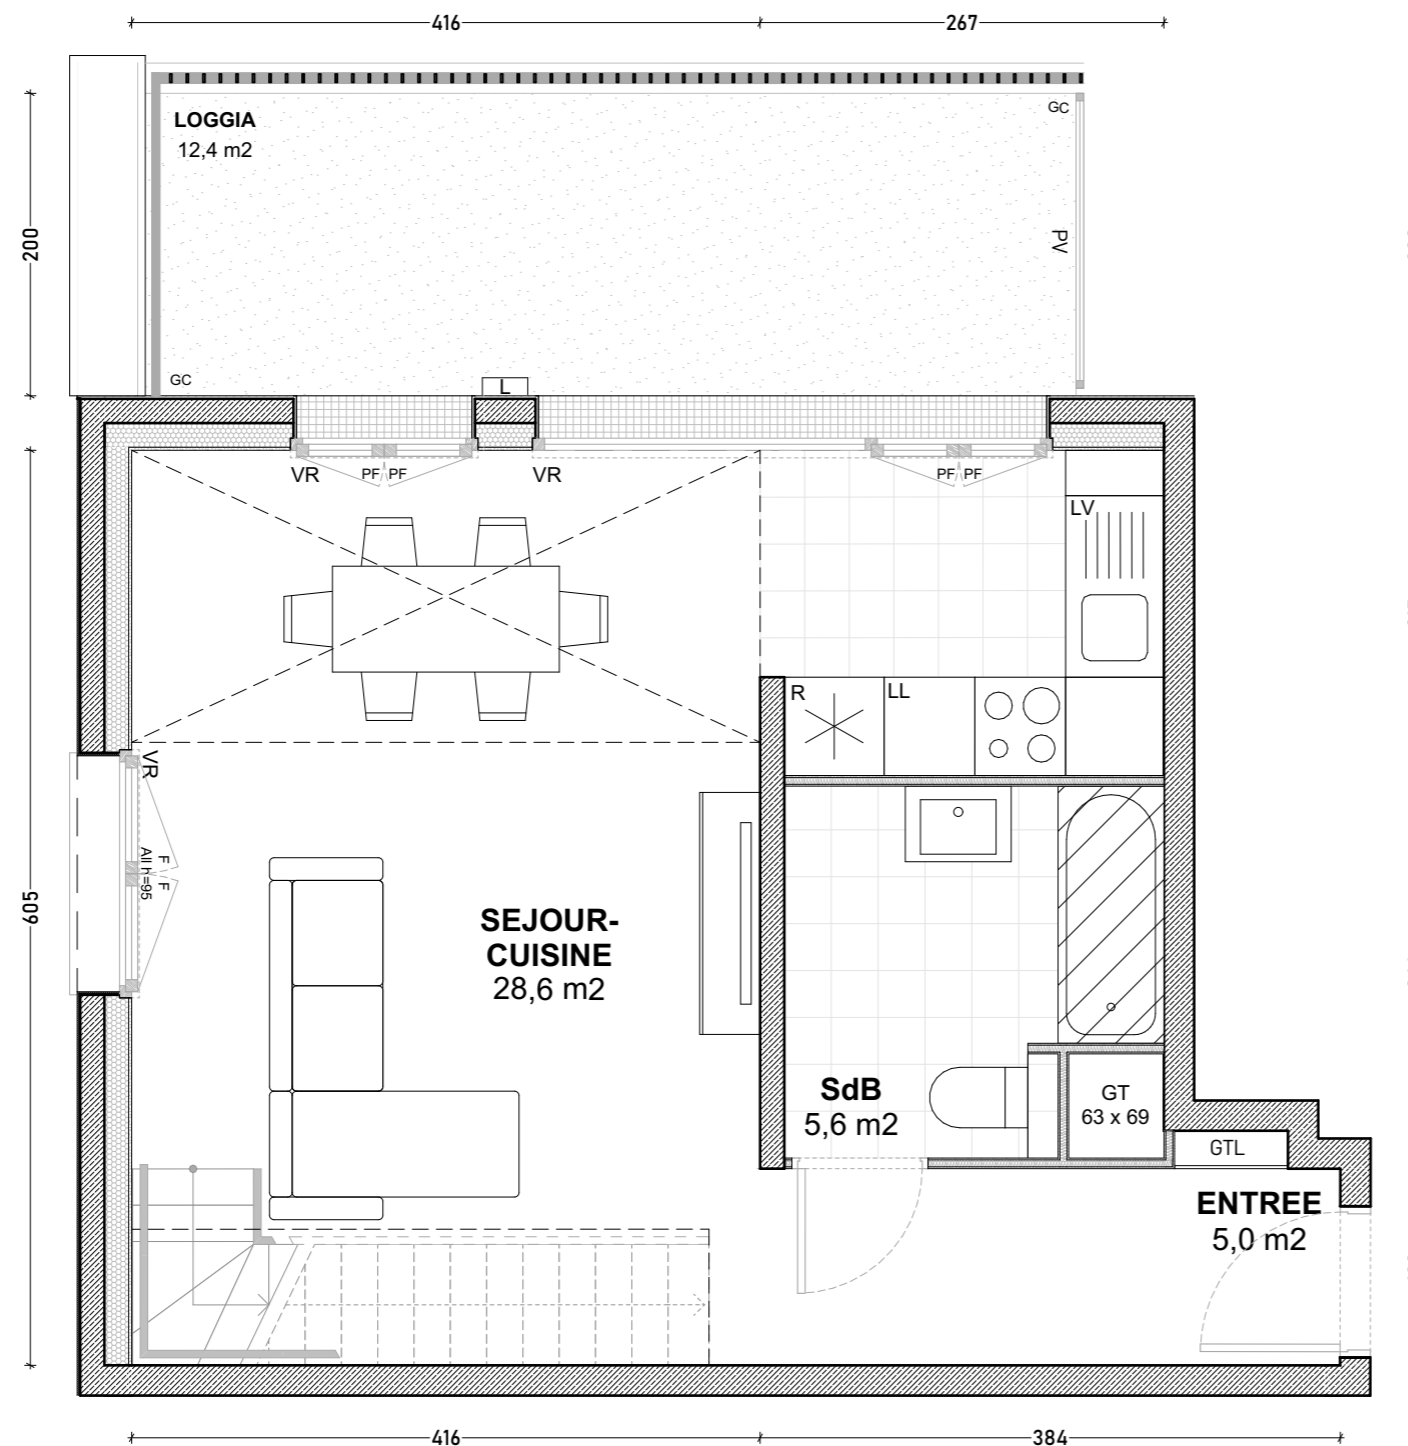 416
267
LOGGIA
12,4 m2
GC
200
PV
GC
L
VR
PF
PF
VR
PF
PF
LV
R
LL
VR
F
F
All h=95
605
SEJOUR-
CUISINE
28,6 m2
SdB
5,6 m2
GT
63 x 69
GTL
ENTREE
5,0 m2
416
384